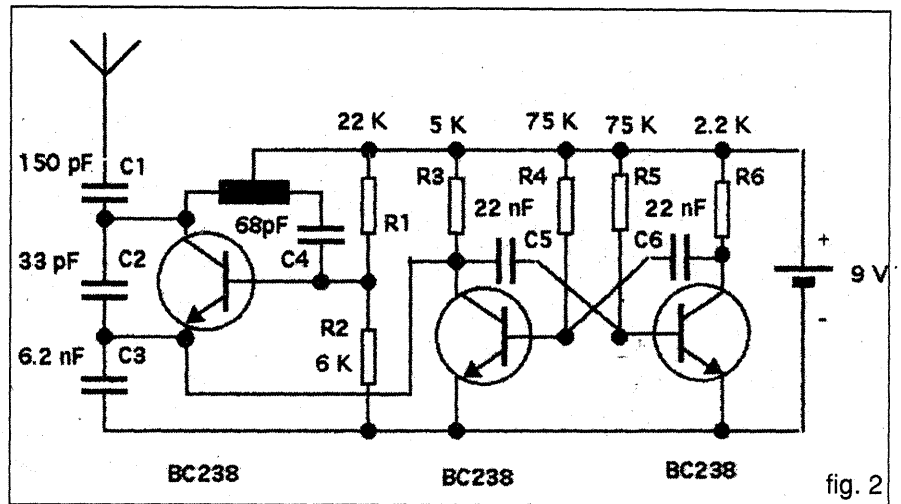 22 K 5 K 75 K 75 K 2.2 K
150 pF C1
R3 R4 R5 R6
68pF R1 22 nF 22 nF
33 pF C2 C4 C5 C6 +
9 V
R2 -
6.2 nF C3 6 K
BC238 BC238 BC238
fig. 2